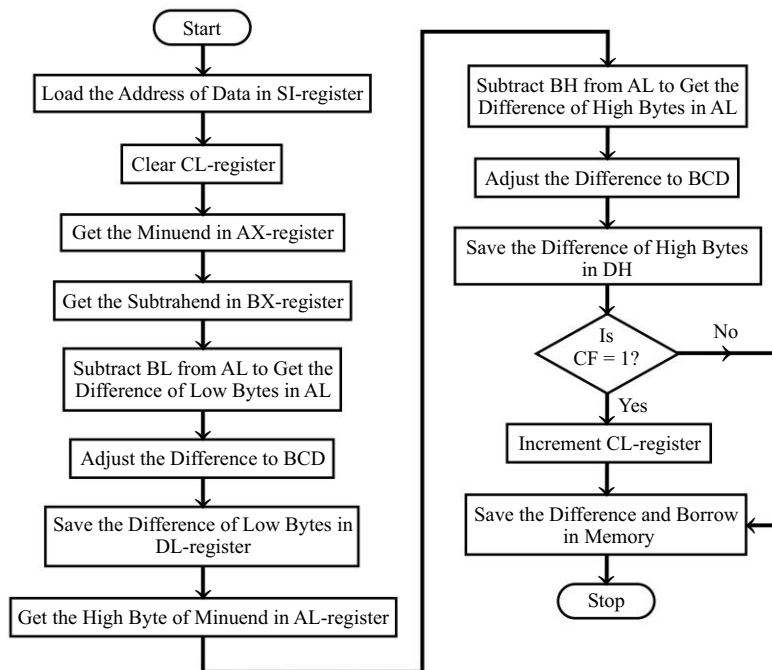 Start
Load the Address of Data in SI-register
Clear CL-register
Get the Minuend in AX-register
Get the Subtrahend in BX-register
Subtract BL from AL to Get the
Difference of Low Bytes in AL
Adjust the Difference to BCD
Save the Difference of Low Bytes in
DL-register
Get the High Byte of Minuend in AL-register
Subtract BH from AL to Get the
Difference of High Bytes in AL
Adjust the Difference to BCD
Save the Difference of High Bytes
in DH
Is
CF = 1?
No
Yes
Increment CL-register
Save the Difference and Borrow
in Memory
Stop